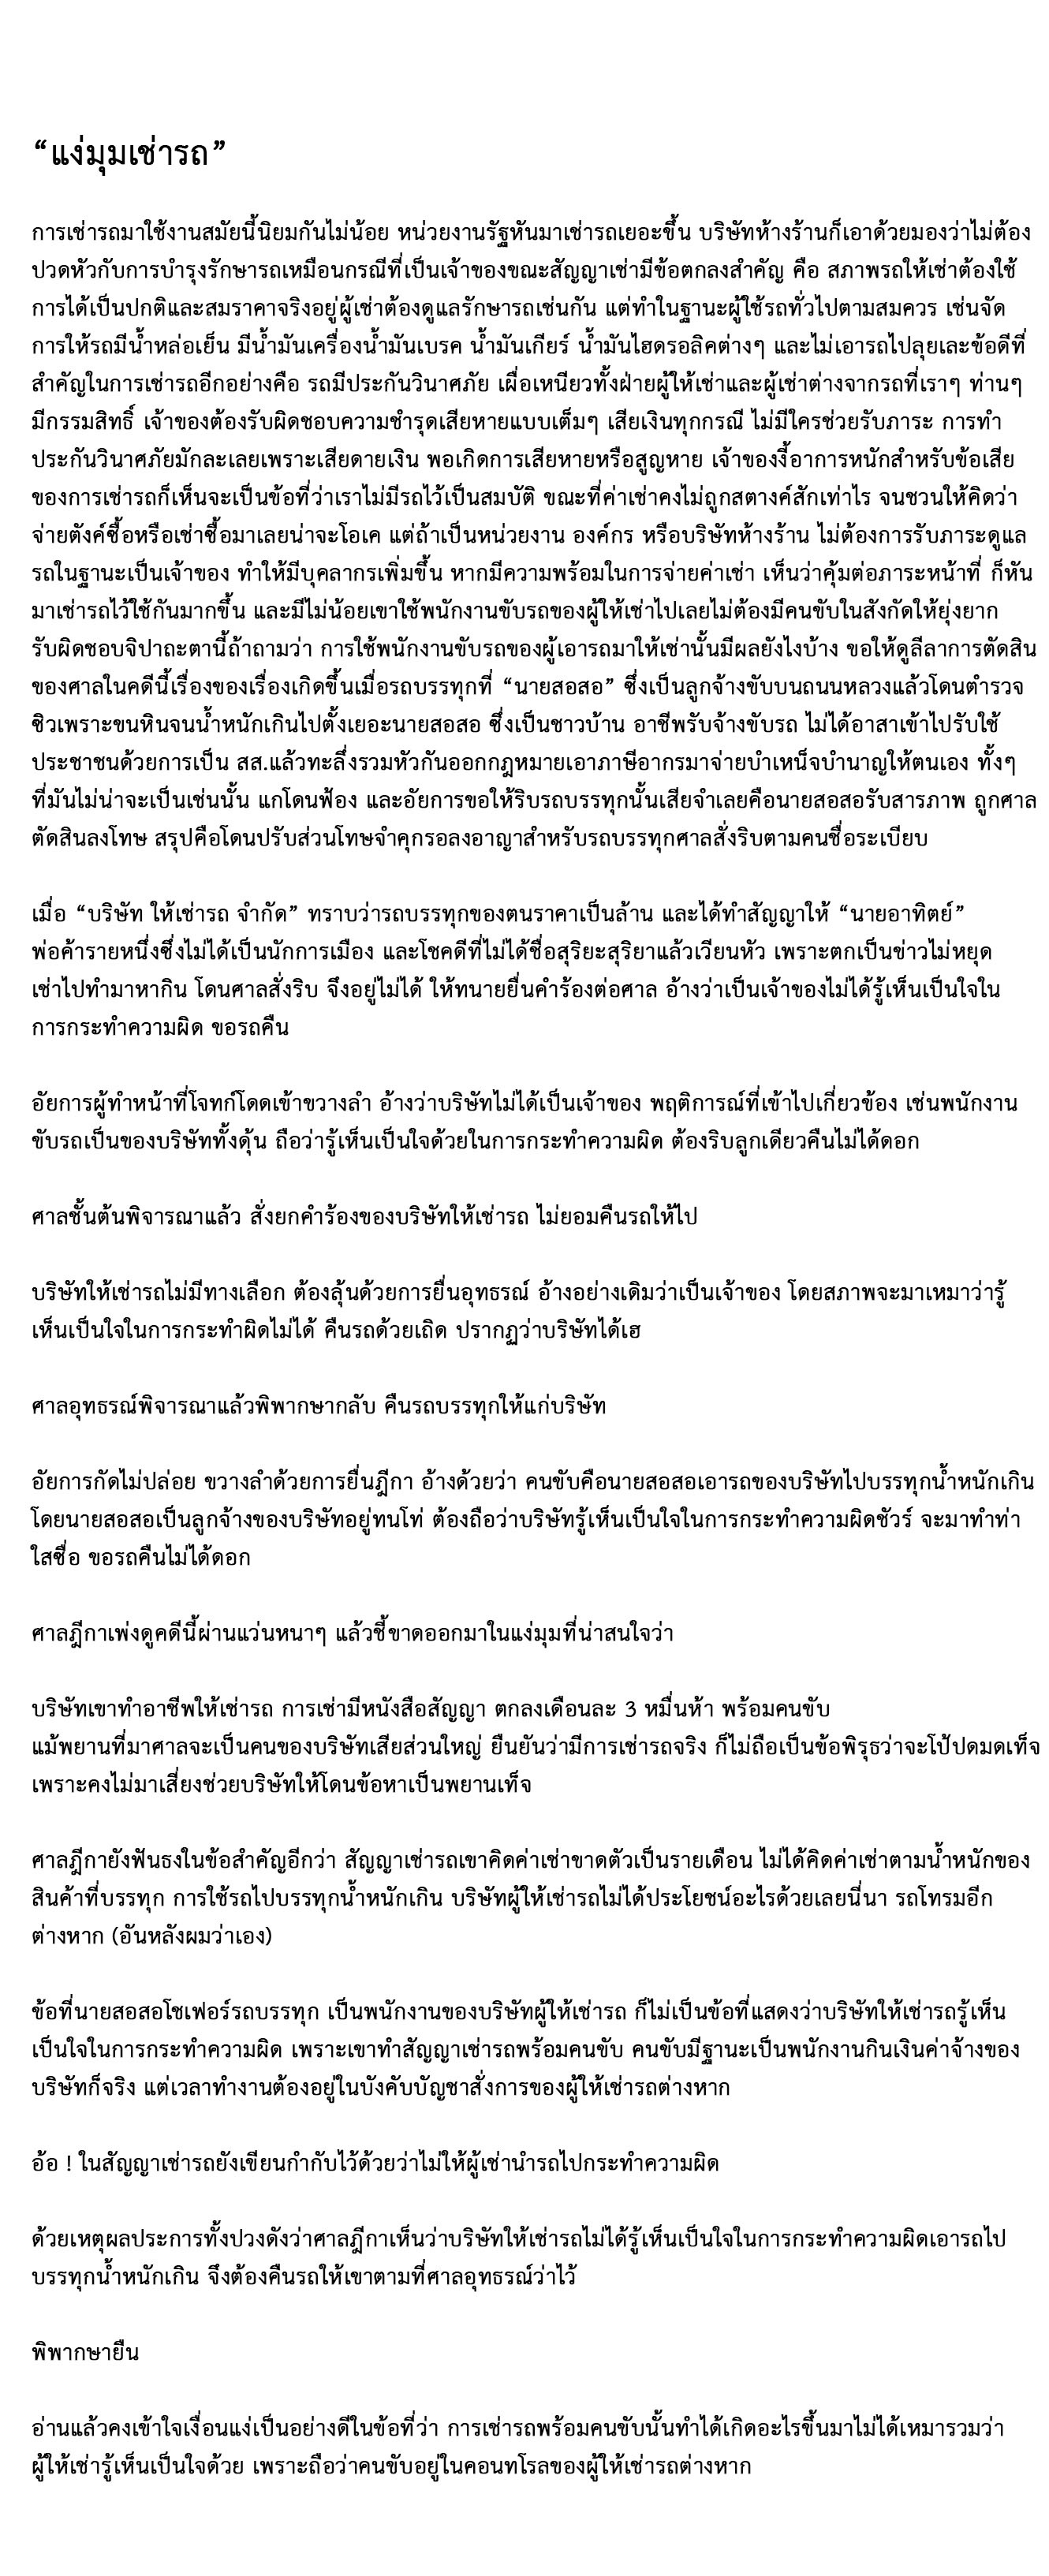 “แง่มุมเช่ารถ”
การเช่ารถมาใช้งานสมัยนี้นิยมกันไม่น้อย หน่วยงานรัฐหันมาเช่ารถเยอะขึ้น บริษัทห้างร้านก็เอาด้วยมองว่าไม่ต้อง
ปวดหัวกับการบำรุงรักษารถเหมือนกรณีที่เป็นเจ้าของขณะสัญญาเช่ามีข้อตกลงสำคัญ คือ สภาพรถให้เช่าต้องใช้
การได้เป็นปกติและสมราคาจริงอยู่ผู้เช่าต้องดูแลรักษารถเช่นกัน แต่ทำในฐานะผู้ใช้รถทั่วไปตามสมควร เช่นจัด
การให้รถมีน้ำหล่อเย็น มีน้ำมันเครื่องน้ำมันเบรค น้ำมันเกียร์ น้ำมันไฮดรอลิคต่างๆ และไม่เอารถไปลุยเละข้อดีที่
สำคัญในการเช่ารถอีกอย่างคือ รถมีประกันวินาศภัย เผื่อเหนียวทั้งฝ่ายผู้ให้เช่าและผู้เช่าต่างจากรถที่เราๆ ท่านๆ
มีกรรมสิทธิ์ เจ้าของต้องรับผิดชอบความชำรุดเสียหายแบบเต็มๆ เสียเงินทุกกรณี ไม่มีใครช่วยรับภาระ การทำ
ประกันวินาศภัยมักละเลยเพราะเสียดายเงิน พอเกิดการเสียหายหรือสูญหาย เจ้าของงี้อาการหนักสำหรับข้อเสีย
ของการเช่ารถก็เห็นจะเป็นข้อที่ว่าเราไม่มีรถไว้เป็นสมบัติ ขณะที่ค่าเช่าคงไม่ถูกสตางค์สักเท่าไร จนชวนให้คิดว่า
จ่ายตังค์ซื้อหรือเช่าซื้อมาเลยน่าจะโอเค แต่ถ้าเป็นหน่วยงาน องค์กร หรือบริษัทห้างร้าน ไม่ต้องการรับภาระดูแล
รถในฐานะเป็นเจ้าของ ทำให้มีบุคลากรเพิ่มขึ้น หากมีความพร้อมในการจ่ายค่าเช่า เห็นว่าคุ้มต่อภาระหน้าที่ ก็หัน
มาเช่ารถไว้ใช้กันมากขึ้น และมีไม่น้อยเขาใช้พนักงานขับรถของผู้ให้เช่าไปเลยไม่ต้องมีคนขับในสังกัดให้ยุ่งยาก
รับผิดชอบจิปาถะตานี้ถ้าถามว่า การใช้พนักงานขับรถของผู้เอารถมาให้เช่านั้นมีผลยังไงบ้าง ขอให้ดูลีลาการตัดสิน
ของศาลในคดีนี้เรื่องของเรื่องเกิดขึ้นเมื่อรถบรรทุกที่ “นายสอสอ” ซึ่งเป็นลูกจ้างขับบนถนนหลวงแล้วโดนตำรวจ
ซิวเพราะขนหินจนน้ำหนักเกินไปตั้งเยอะนายสอสอ ซึ่งเป็นชาวบ้าน อาชีพรับจ้างขับรถ ไม่ได้อาสาเข้าไปรับใช้
ประชาชนด้วยการเป็น สส.แล้วทะลึ่งรวมหัวกันออกกฎหมายเอาภาษีอากรมาจ่ายบำเหน็จบำนาญให้ตนเอง ทั้งๆ
ที่มันไม่น่าจะเป็นเช่นนั้น แกโดนฟ้อง และอัยการขอให้ริบรถบรรทุกนั้นเสียจำเลยคือนายสอสอรับสารภาพ ถูกศาล
ตัดสินลงโทษ สรุปคือโดนปรับส่วนโทษจำคุกรอลงอาญาสำหรับรถบรรทุกศาลสั่งริบตามคนซื่อระเบียบ
เมื่อ “บริษัท ให้เช่ารถ จำกัด” ทราบว่ารถบรรทุกของตนราคาเป็นล้าน และได้ทำสัญญาให้ “นายอาทิตย์”
พ่อค้ารายหนึ่งซึ่งไม่ได้เป็นนักการเมือง และโชคดีที่ไม่ได้ชื่อสุริยะสุริยาแล้วเวียนหัว เพราะตกเป็นข่าวไม่หยุด
เช่าไปทำมาหากิน โดนศาลสั่งริบ จึงอยู่ไม่ได้ ให้ทนายยื่นคำร้องต่อศาล อ้างว่าเป็นเจ้าของไม่ได้รู้เห็นเป็นใจใน
การกระทำความผิด ขอรถคืน
อัยการผู้ทำหน้าที่โจทก์โดดเข้าขวางลำ อ้างว่าบริษัทไม่ได้เป็นเจ้าของ พฤติการณ์ที่เข้าไปเกี่ยวข้อง เช่นพนักงาน
ขับรถเป็นของบริษัททั้งดุ้น ถือว่ารู้เห็นเป็นใจด้วยในการกระทำความผิด ต้องริบลูกเดียวคืนไม่ได้ดอก
ศาลชั้นต้นพิจารณาแล้ว สั่งยกคำร้องของบริษัทให้เช่ารถ ไม่ยอมคืนรถให้ไป
บริษัทให้เช่ารถไม่มีทางเลือก ต้องลุ้นด้วยการยื่นอุทธรณ์ อ้างอย่างเดิมว่าเป็นเจ้าของ โดยสภาพจะมาเหมาว่ารู้
เห็นเป็นใจในการกระทำผิดไม่ได้ คืนรถด้วยเถิด ปรากฏว่าบริษัทได้เฮ
ศาลอุทธรณ์พิจารณาแล้วพิพากษากลับ คืนรถบรรทุกให้แก่บริษัท
อัยการกัดไม่ปล่อย ขวางลำด้วยการยื่นฎีกา อ้างด้วยว่า คนขับคือนายสอสอเอารถของบริษัทไปบรรทุกน้ำหนักเกิน
โดยนายสอสอเป็นลูกจ้างของบริษัทอยู่ทนโท่ ต้องถือว่าบริษัทรู้เห็นเป็นใจในการกระทำความผิดชัวร์ จะมาทำท่า
ใสซื่อ ขอรถคืนไม่ได้ดอก
ศาลฎีกาเพ่งดูคดีนี้ผ่านแว่นหนาๆ แล้วชี้ขาดออกมาในแง่มุมที่น่าสนใจว่า
บริษัทเขาทำอาชีพให้เช่ารถ การเช่ามีหนังสือสัญญา ตกลงเดือนละ 3 หมื่นห้า พร้อมคนขับ
แม้พยานที่มาศาลจะเป็นคนของบริษัทเสียส่วนใหญ่ ยืนยันว่ามีการเช่ารถจริง ก็ไม่ถือเป็นข้อพิรุธว่าจะโป้ปดมดเท็จ
เพราะคงไม่มาเสี่ยงช่วยบริษัทให้โดนข้อหาเป็นพยานเท็จ
ศาลฎีกายังฟันธงในข้อสำคัญอีกว่า สัญญาเช่ารถเขาคิดค่าเช่าขาดตัวเป็นรายเดือน ไม่ได้คิดค่าเช่าตามน้ำหนักของ
สินค้าที่บรรทุก การใช้รถไปบรรทุกน้ำหนักเกิน บริษัทผู้ให้เช่ารถไม่ได้ประโยชน์อะไรด้วยเลยนี่นา รถโทรมอีก
ต่างหาก (อันหลังผมว่าเอง)
ข้อที่นายสอสอโชเฟอร์รถบรรทุก เป็นพนักงานของบริษัทผู้ให้เช่ารถ ก็ไม่เป็นข้อที่แสดงว่าบริษัทให้เช่ารถรู้เห็น
เป็นใจในการกระทำความผิด เพราะเขาทำสัญญาเช่ารถพร้อมคนขับ คนขับมีฐานะเป็นพนักงานกินเงินค่าจ้างของ
บริษัทก็จริง แต่เวลาทำงานต้องอยู่ในบังคับบัญชาสั่งการของผู้ให้เช่ารถต่างหาก
อ้อ ! ในสัญญาเช่ารถยังเขียนกำกับไว้ด้วยว่าไม่ให้ผู้เช่านำรถไปกระทำความผิด
ด้วยเหตุผลประการทั้งปวงดังว่าศาลฎีกาเห็นว่าบริษัทให้เช่ารถไม่ได้รู้เห็นเป็นใจในการกระทำความผิดเอารถไป
บรรทุกน้ำหนักเกิน จึงต้องคืนรถให้เขาตามที่ศาลอุทธรณ์ว่าไว้
พิพากษายืน
อ่านแล้วคงเข้าใจเงื่อนแง่เป็นอย่างดีในข้อที่ว่า การเช่ารถพร้อมคนขับนั้นทำได้เกิดอะไรขึ้นมาไม่ได้เหมารวมว่า
ผู้ให้เช่ารู้เห็นเป็นใจด้วย เพราะถือว่าคนขับอยู่ในคอนทโรลของผู้ให้เช่ารถต่างหาก